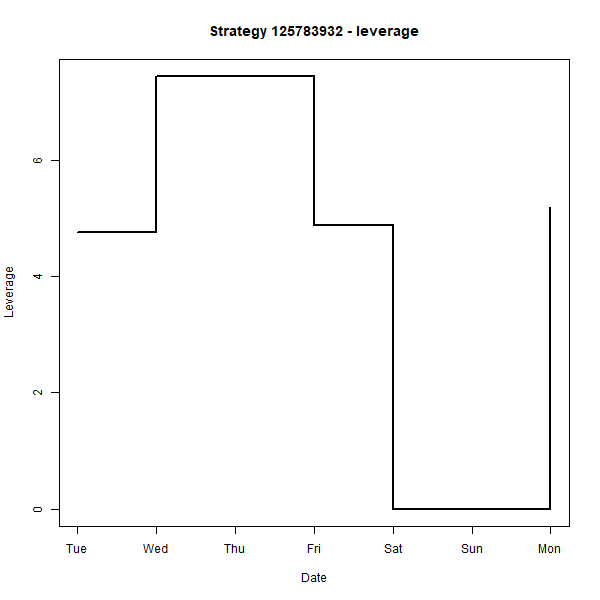 Strategy 125783932 - leverage
Leverage
6
4
2
0
Tue Wed Thu Fri Sat Sun Mon
Date